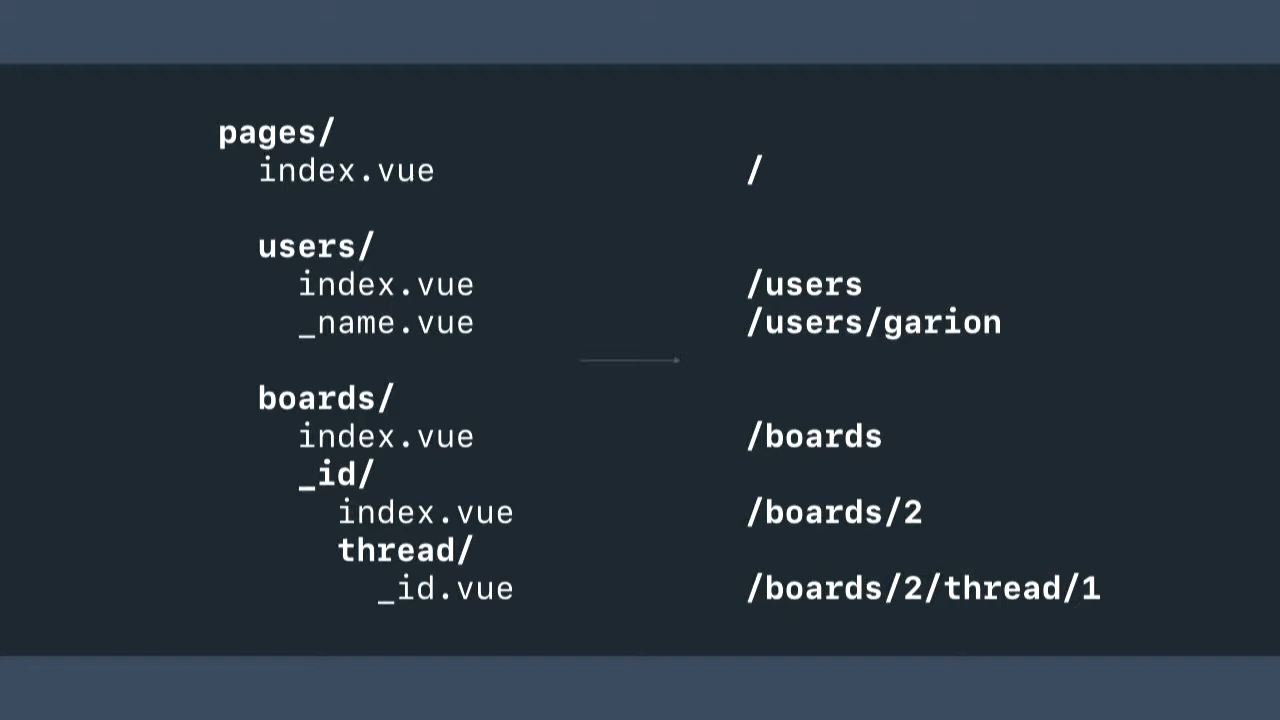 pages/
index.vue /
users/
index.vue /users
_name.vue /users/garion
boards/
index.vue /boards
_id/
index.vue /boards/2
thread/
_id.vue /boards/2/thread/1